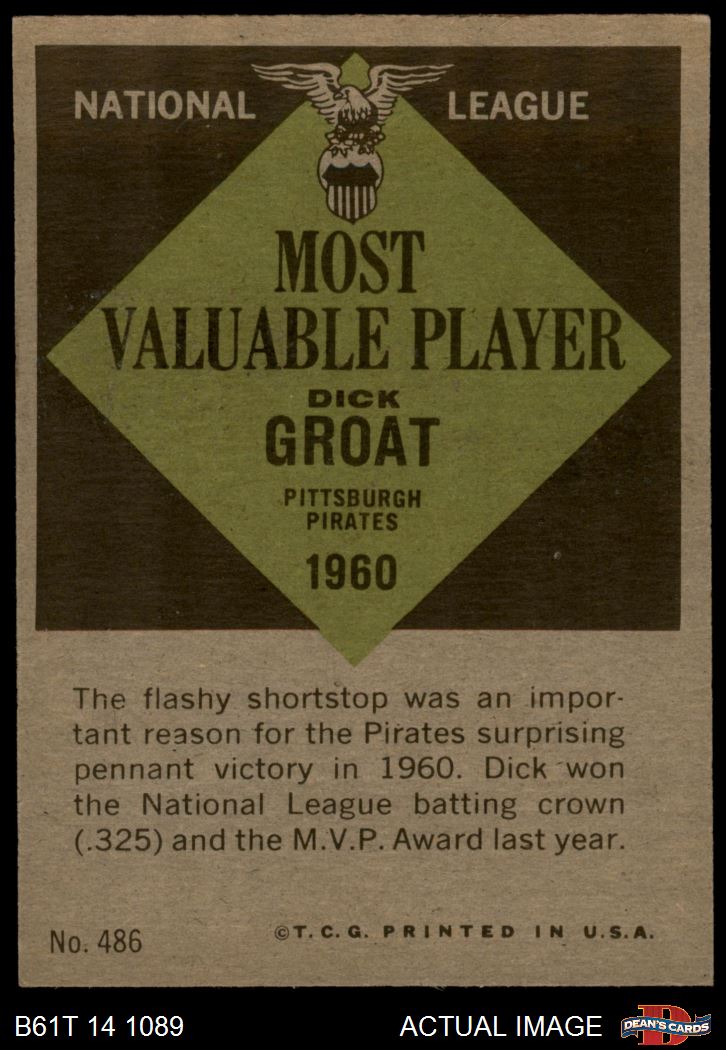 NATIONAL LEAGUE
MOST
VALUABLE PLAYER
DICK
GROAT
PITTSBURGH
PIRATES
1960
The flashy shortstop was an impor-
tant reason for the Pirates surprising
pennant victory in 1960. Dick won
the National League batting crown
(.325) and the M.V.P. Award last year.
No. 486
©T.C.G. PRINTED IN U.S.A.
B61T 14 1089
ACTUAL IMAGE
D
DEAN'S CARDS